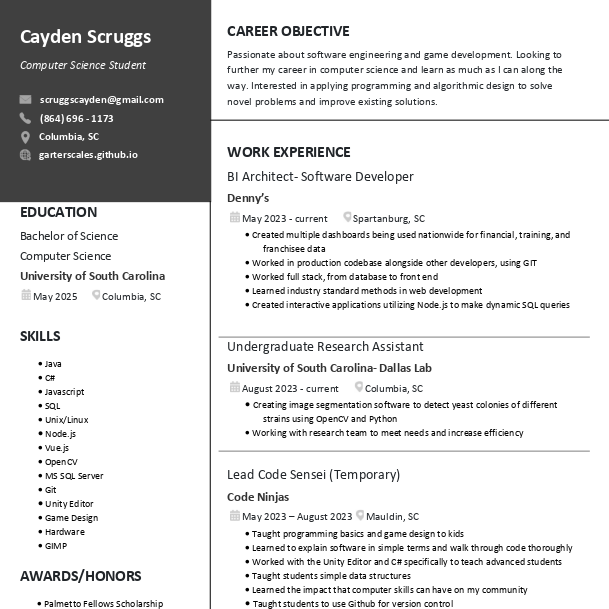 Cayden Scruggs
Computer Science Student
scruggscayden@gmail.com
(864) 696 - 1173
Columbia, SC
garterscales.github.io
EDUCATION
Bachelor of Science
Computer Science
University of South Carolina
May 2025 Columbia, SC
SKILLS
• Java
• C#
• Javascript
• SQL
• Unix/Linux
• Node.js
• Vue.js
• OpenCV
• MS SQL Server
• Git
• Unity Editor
• Game Design
• Hardware
• GIMP
AWARDS/HONORS
• Palmetto Fellows Scholarship
CAREER OBJECTIVE
Passionate about software engineering and game development. Looking to
further my career in computer science and learn as much as I can along the
way. Interested in applying programming and algorithmic design to solve
novel problems and improve existing solutions.
WORK EXPERIENCE
BI Architect- Software Developer
Denny's
May 2023 - current Spartanburg, SC
• Created multiple dashboards being used nationwide for financial, training, and
franchisee data
• Worked in production codebase alongside other developers, using GIT
• Worked full stack, from database to front end
• Learned industry standard methods in web development
• Created interactive applications utilizing Node.js to make dynamic SQL queries
Undergraduate Research Assistant
University of South Carolina- Dallas Lab
August 2023 - current Columbia, SC
• Creating image segmentation software to detect yeast colonies of different
strains using OpenCV and Python
• Working with research team to meet needs and increase efficiency
Lead Code Sensei (Temporary)
Code Ninjas
May 2023 – August 2023 Mauldin, SC
• Taught programming basics and game design to kids
• Learned to explain software in simple terms and walk through code thoroughly
• Worked with the Unity Editor and C# specifically to teach advanced students
• Taught students simple data structures
• Learned the impact that computer skills can have on my community
• Taught students to use Github for version control